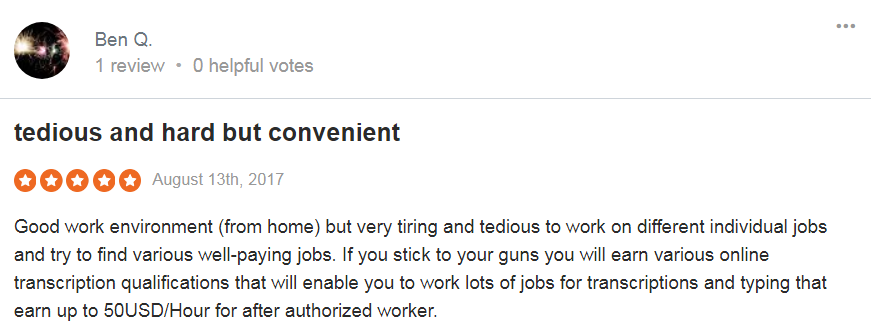 Ben Q.
1 review • 0 helpful votes
tedious and hard but convenient
August 13th, 2017
Good work environment (from home) but very tiring and tedious to work on different individual jobs
and try to find various well-paying jobs. If you stick to your guns you will earn various online
transcription qualifications that will enable you to work lots of jobs for transcriptions and typing that
earn up to 50USD/Hour for after authorized worker.